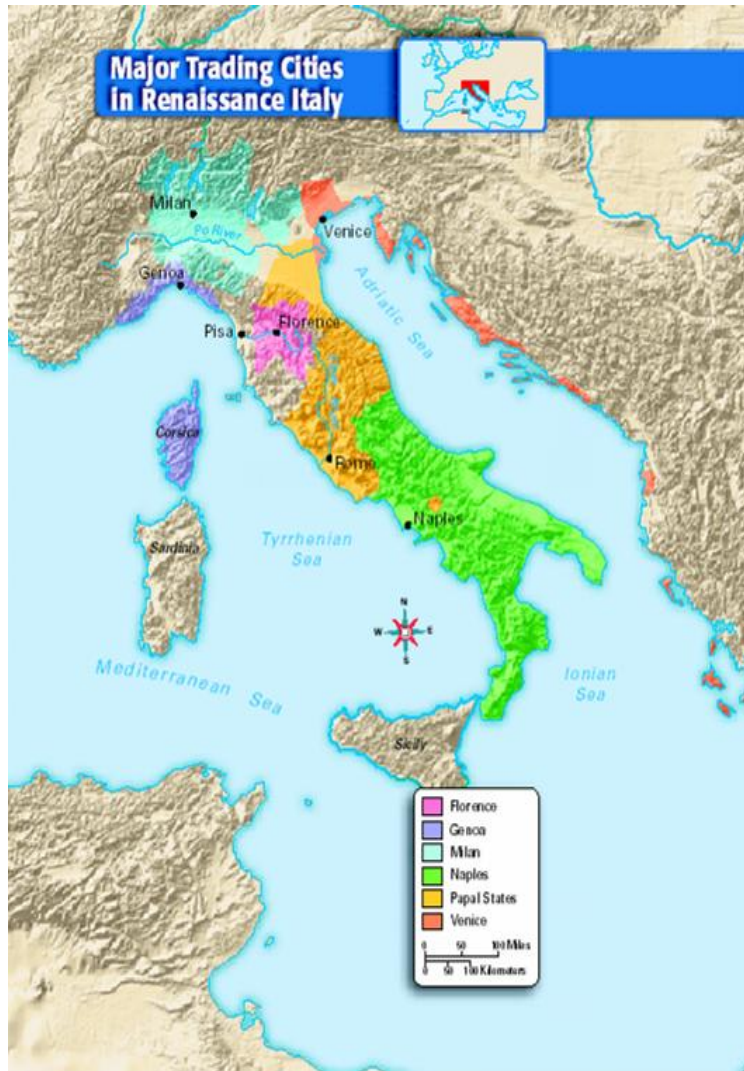 Major Trading Cities
in Renaissance Italy
Milan
Po River
Venice
Genoa
Adriatic Sea
Pisa
Florence
Corsica
Rome
Naples
Sardinia
Tyrrhenian
Sea
N
W
E
S
Mediterranean Sea
Ionian
Sea
Sicily
Florence
Genoa
Milan
Naples
Papal States
Venice
0 50 100 Miles
0 50 100 Kilometers